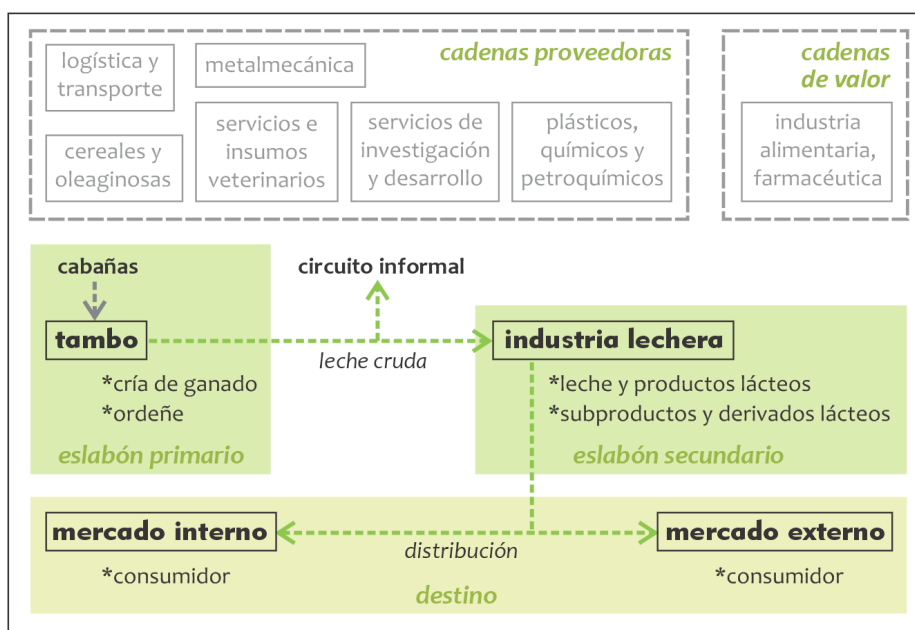 cadenas proveedoras
logística y
transporte
metalmecánica
cereales y
oleaginosas
servicios e
insumos
veterinarios
servicios de
investigación
y desarrollo
plásticos,
químicos y
petroquímicos
cadenas
de valor
industria
alimentaria,
farmacéutica
cabañas
circuito informal
tambo
leche cruda
industria lechera
*cría de ganado
*ordeñe
*leche y productos lácteos
*subproductos y derivados lácteos
eslabón primario
eslabón secundario
mercado interno
distribución
mercado externo
*consumidor
*consumidor
destino